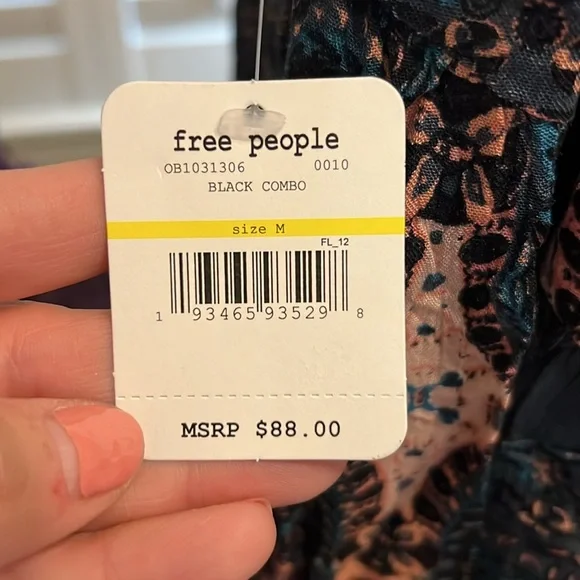 free people
OB1031306 0010
BLACK COMBO
size M
FL_12
1 93465 93529 8
MSRP $88.00